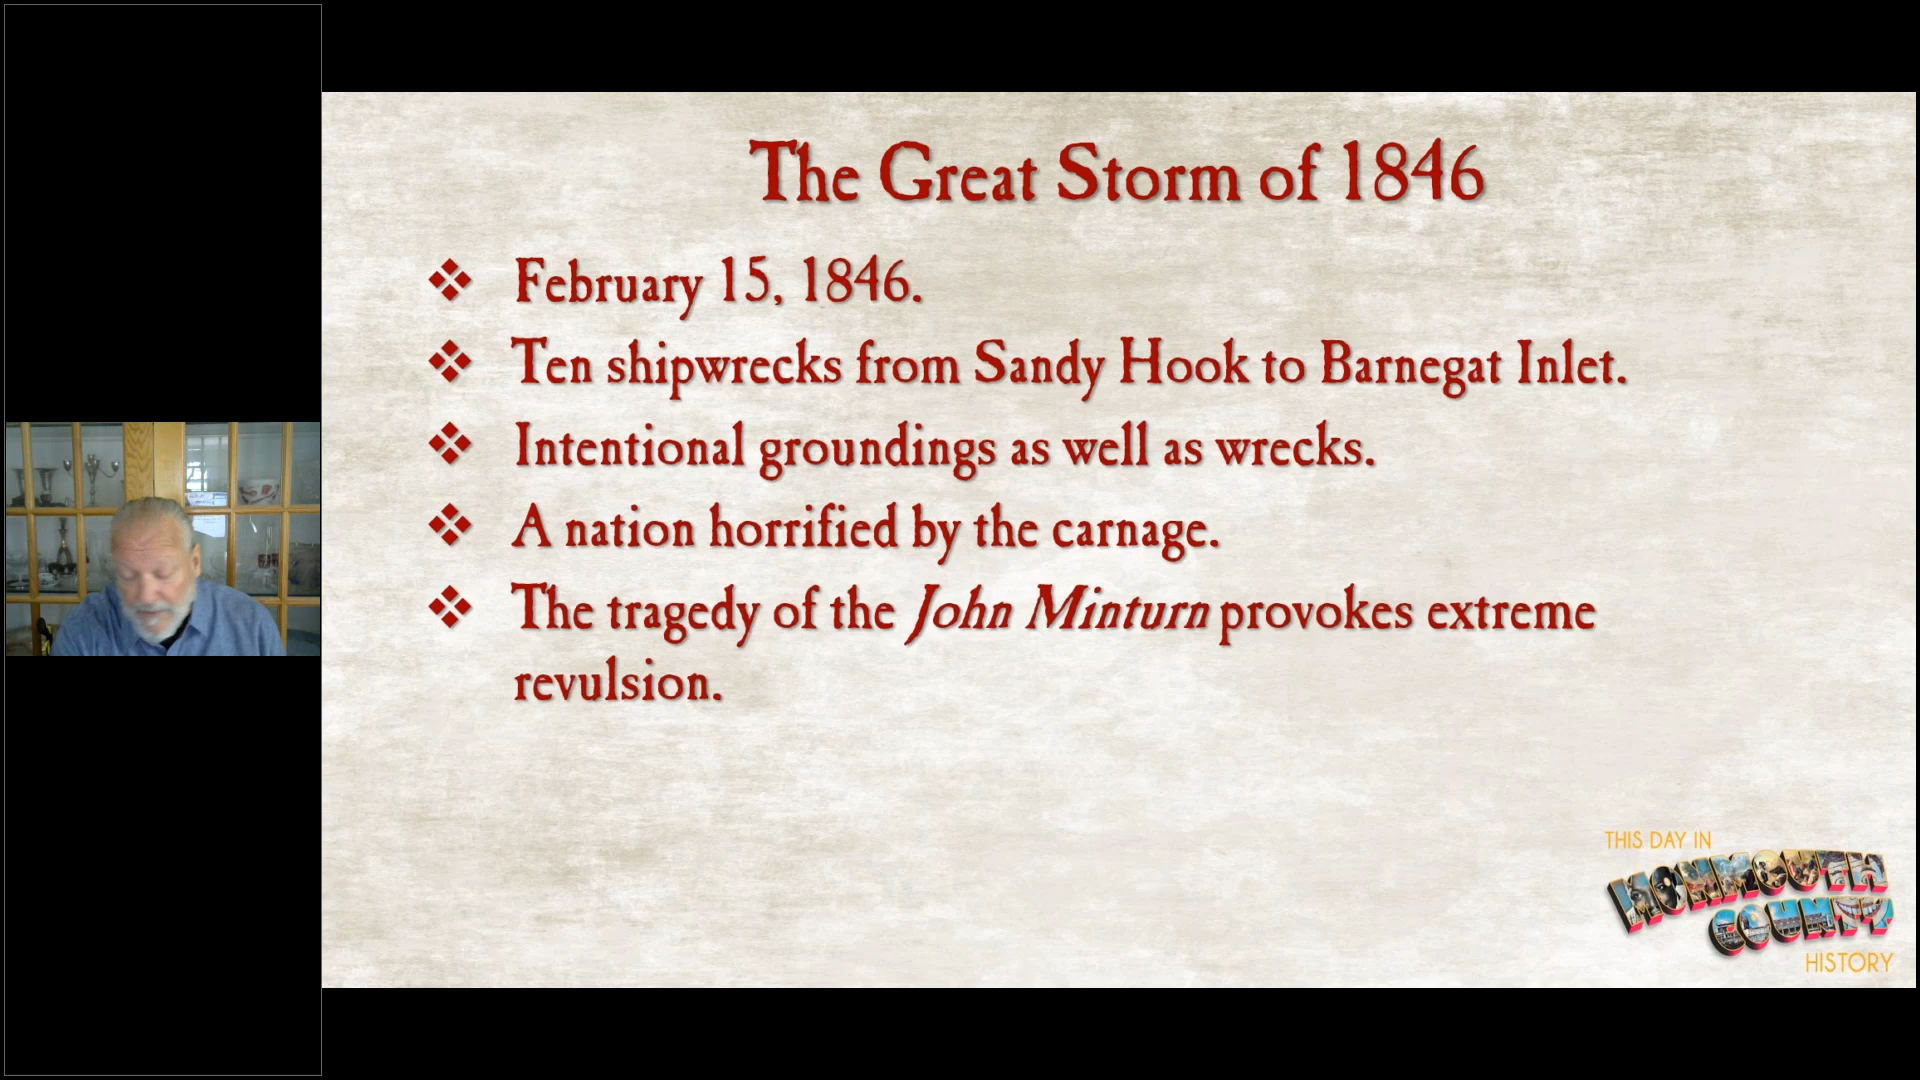 The Great Storm of 1846
February 15, 1846.
Ten shipwrecks from Sandy Hook to Barnegat Inlet.
Intentional groundings as well as wrecks.
A nation horrified by the carnage.
The tragedy of the John Minturn provokes extreme
revulsion.
THIS DAY IN
MONMOUTH
COUNTY
HISTORY